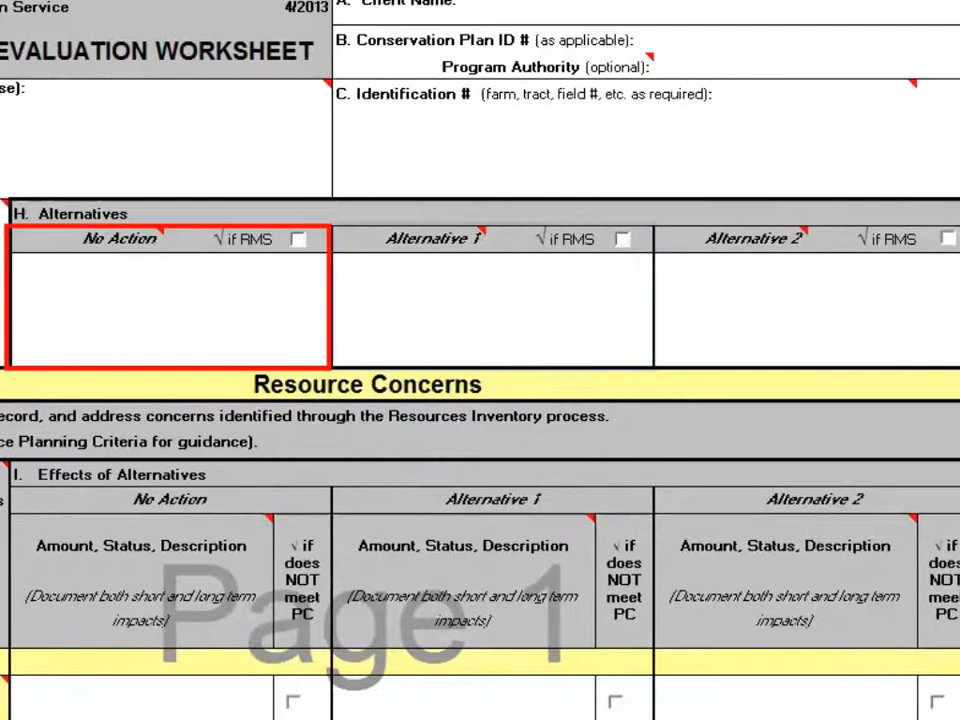 n Service 4/2013
EVALUATION WORKSHEET
A. Client Name:
B. Conservation Plan ID # (as applicable):
Program Authority (optional):
se):
C. Identification # (farm, tract, field #, etc. as required):
H. Alternatives
No Action √ if RMS Alternative 1 √ if RMS Alternative 2 √ if RMS
Resource Concerns
ecord, and address concerns identified through the Resources Inventory process.
ce Planning Criteria for guidance).
s I. Effects of Alternatives
No Action Alternative 1 Alternative 2
Amount, Status, Description
(Document both short and long term
impacts)
√ if
does
NOT
meet
PC
Amount, Status, Description
(Document both short and long term
impacts)
√ if
does
NOT
meet
PC
Amount, Status, Description
(Document both short and long term
impacts)
√ if
does
NOT
meet
PC
Page 1